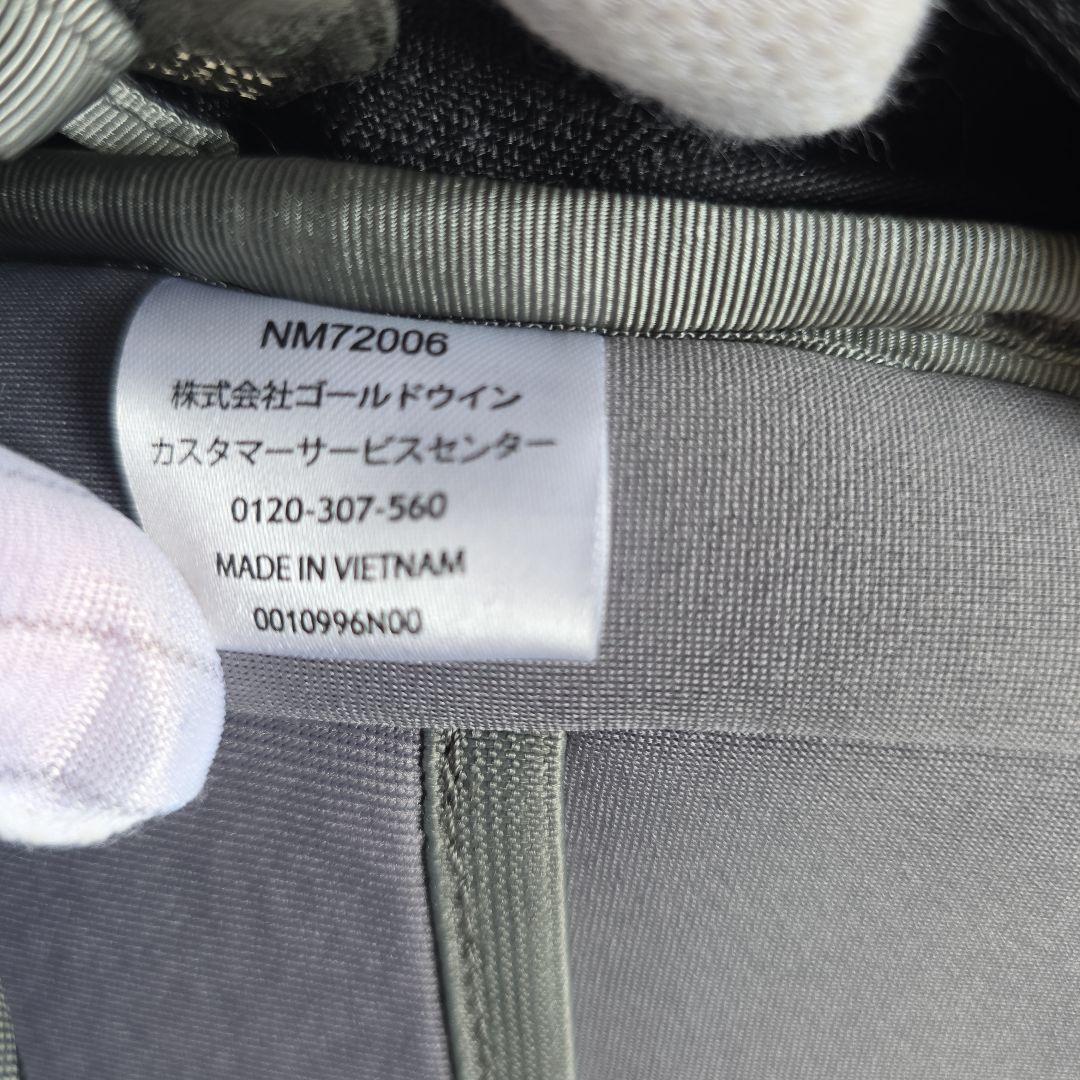 NM72006
株式会社ゴールドウイン
カスタマーサービスセンター
0120-307-560
MADE IN VIETNAM
0010996N00